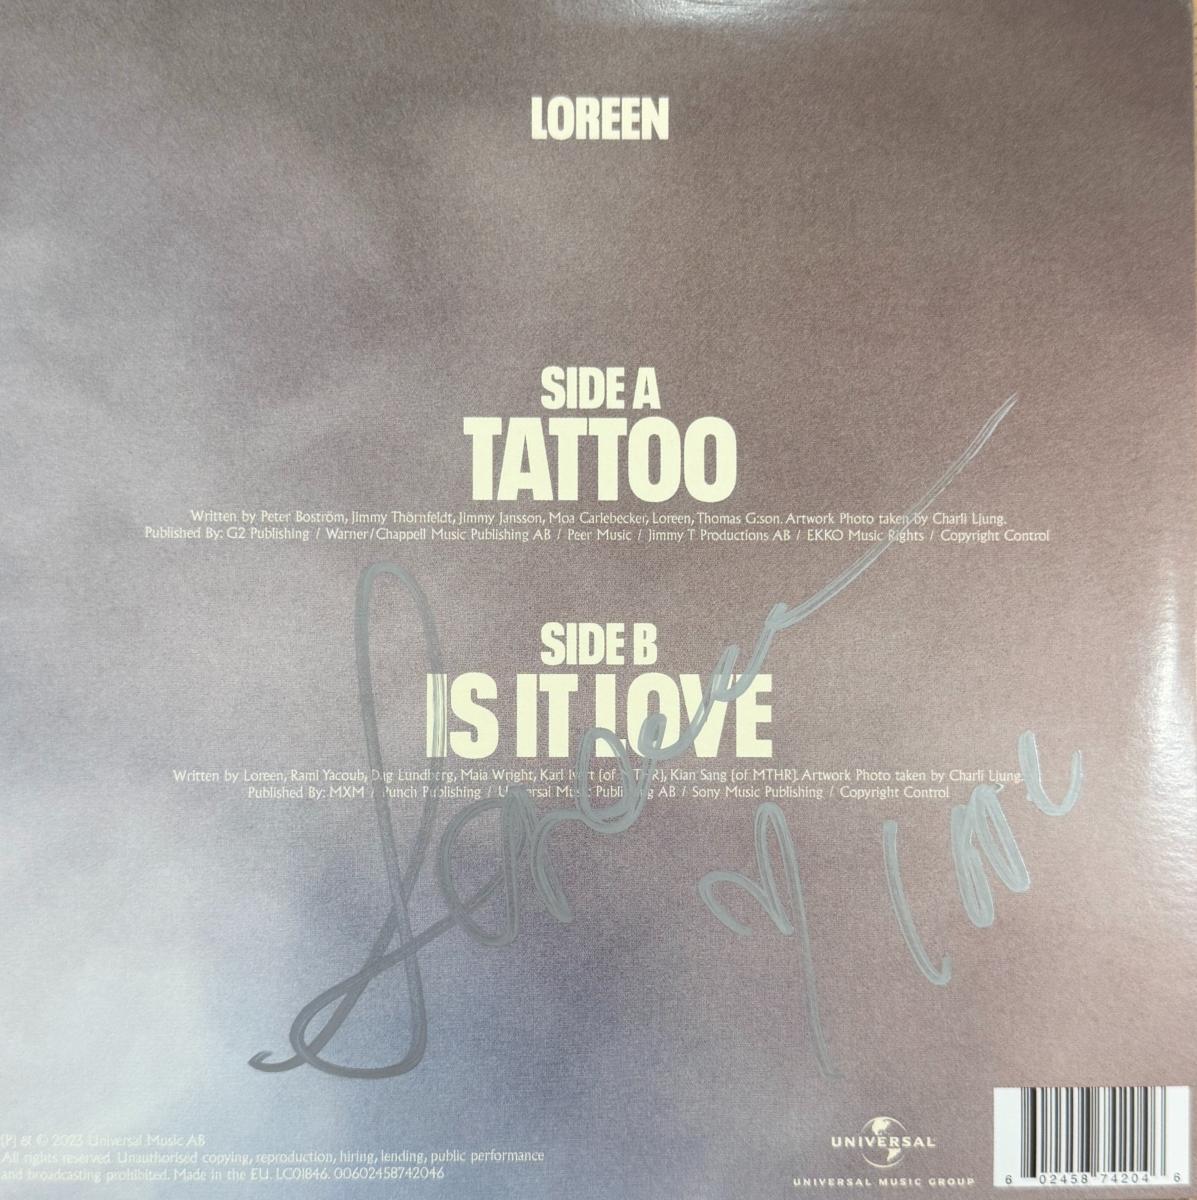 LOREEN
SIDE A
TATTOO
Written by Peter Boström, Jimmy Thörnfeldt, Jimmy Jansson, Moa Carlebecker, Loreen, Thomas G:son. Artwork Photo taken by Charli Ljung.
Published By: G2 Publishing / Warner/Chappell Music Publishing AB / Peer Music / Jimmy T Productions AB / EKKO Music Rights / Copyright Control
SIDE B
IS IT LOVE
Written by Loreen, Rami Yacoub, Dag Lundberg, Maia Wright, Karl Ivert (of MTHR), Kian Sang (of MTHR). Artwork Photo taken by Charli Ljung.
Published By: MXM / Punch Publishing / Universal Music Publishing AB / Sony Music Publishing / Copyright Control
Loreen
(P) & © 2023 Universal Music AB
All rights reserved. Unauthorised copying, reproduction, hiring, lending, public performance
and broadcasting prohibited. Made in the EU. LC01846. 00602458742046
UNIVERSAL
UNIVERSAL MUSIC GROUP
6 02458 74204 6